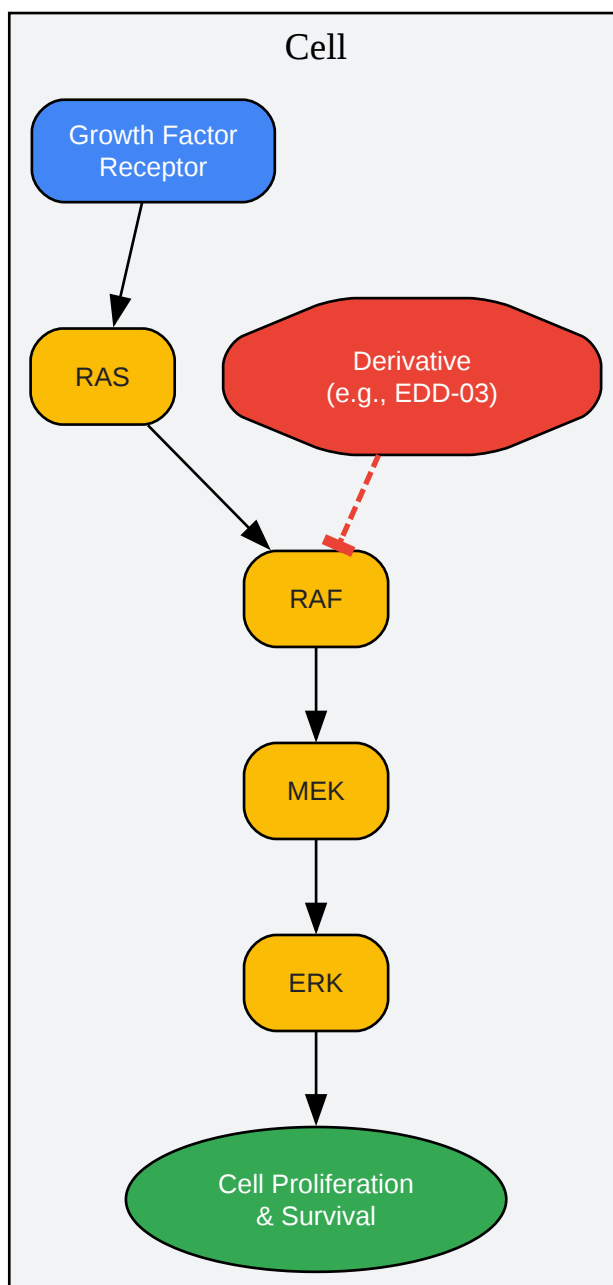 Cell
Growth Factor
Receptor
RAS
Derivative
(e.g., EDD-03)
RAF
MEK
ERK
Cell Proliferation
& Survival